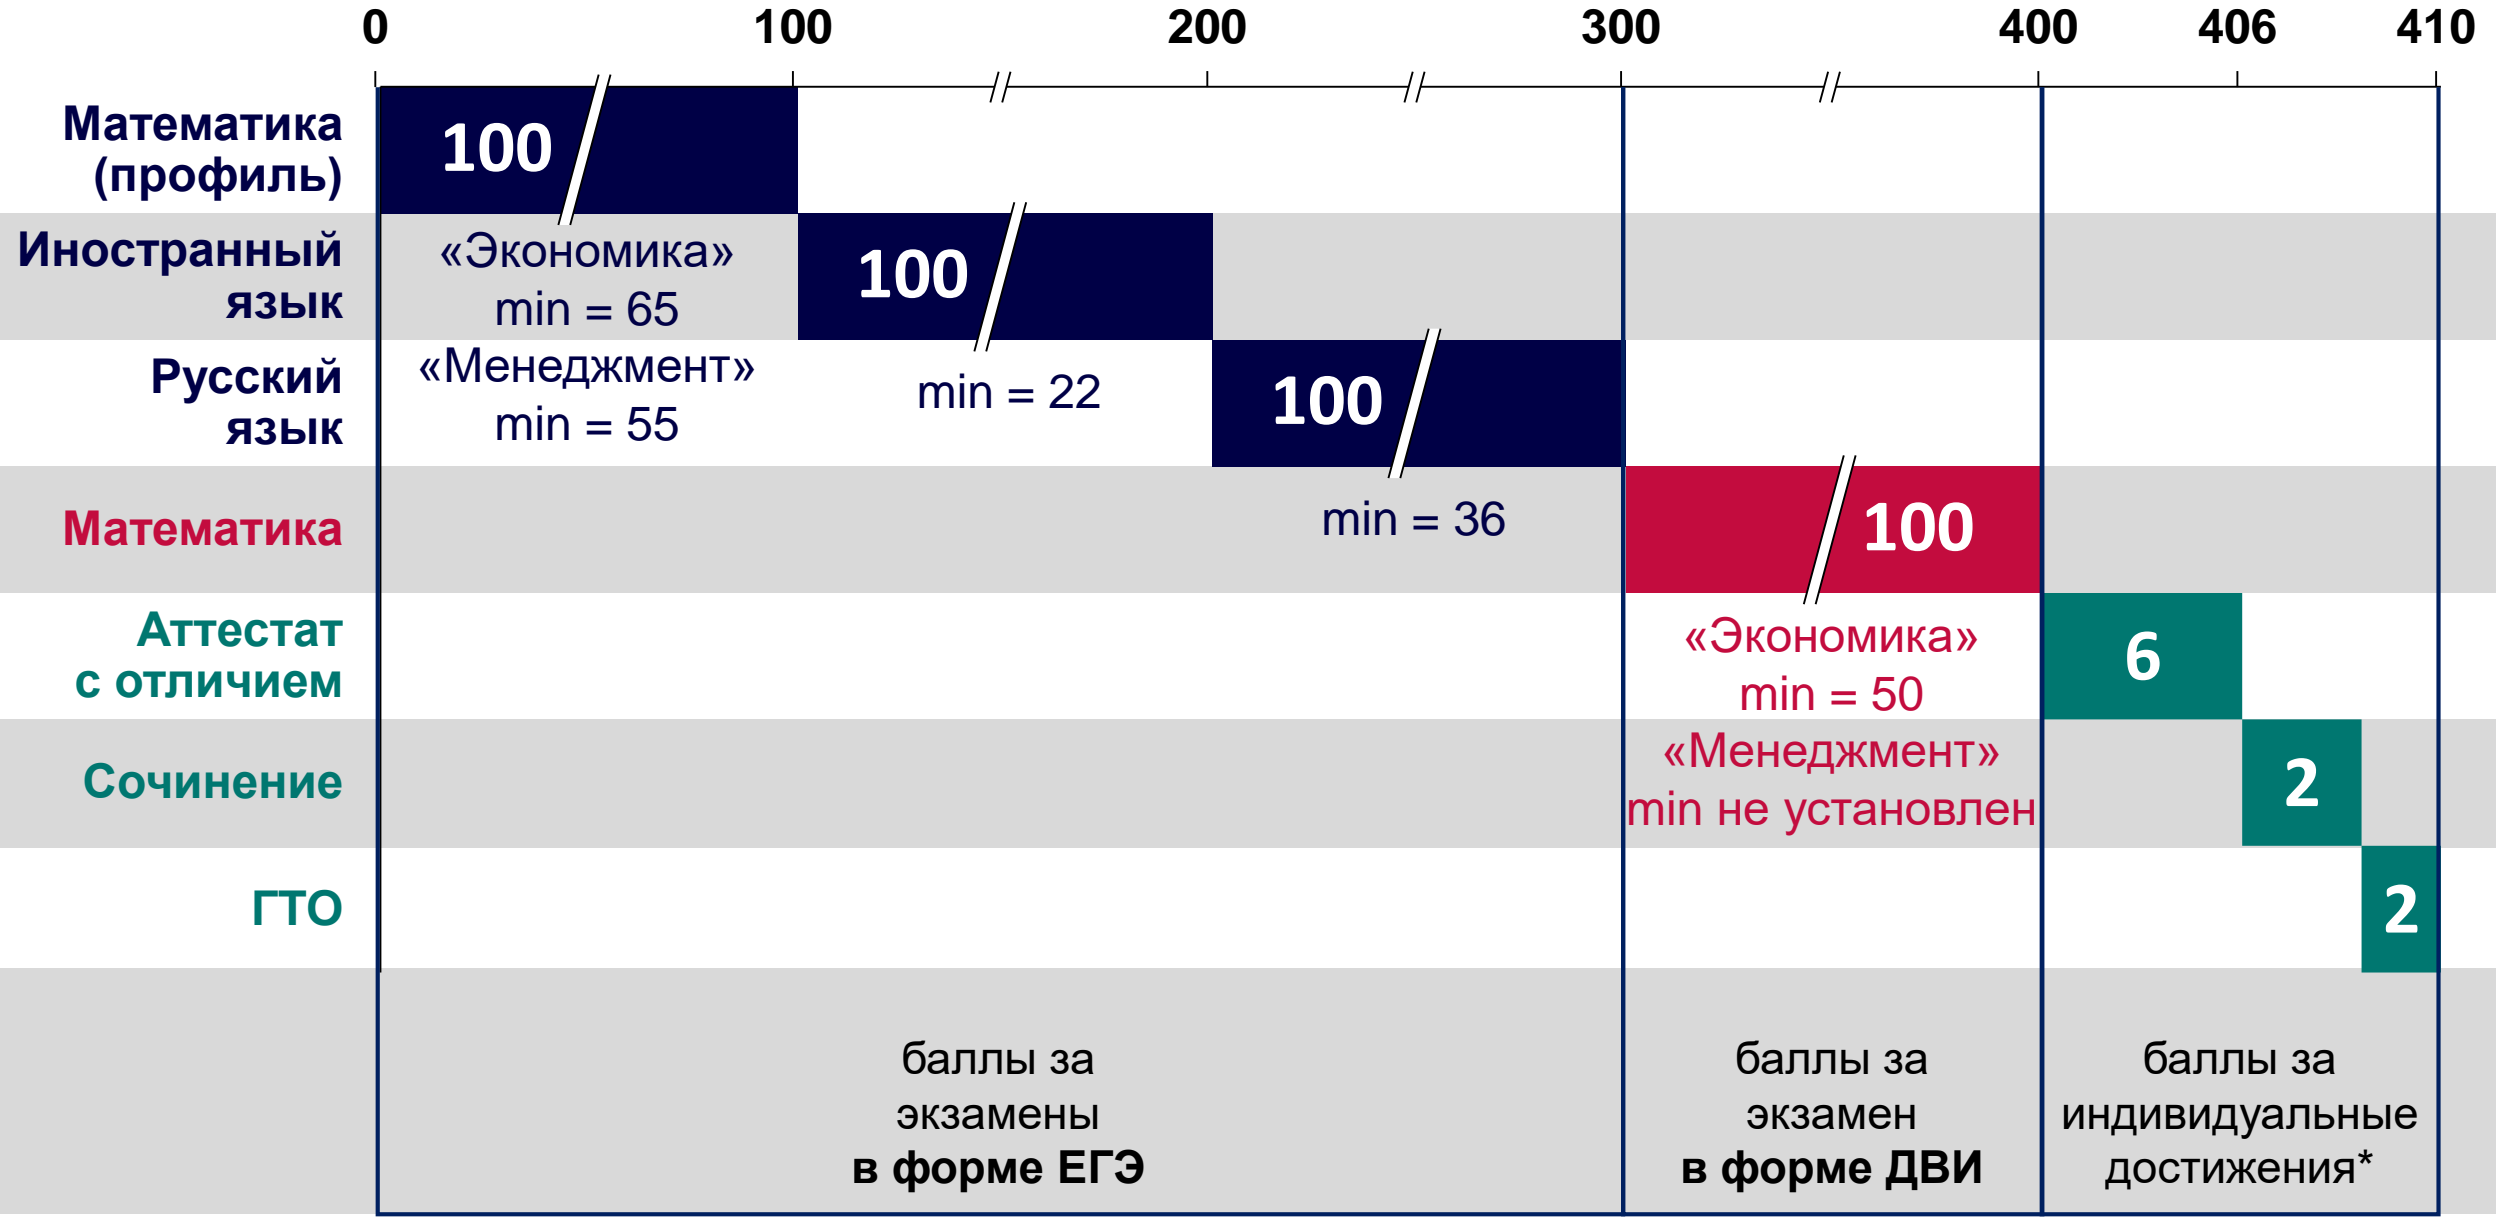 0 100 200 300 400 406 410
Математика
(профиль)
100
Иностранный
язык
«Экономика»
min = 65
100
Русский
язык
«Менеджмент»
min = 55
min = 22
100
Математика
min = 36
100
Аттестат
с отличием
«Экономика»
min = 50
6
Сочинение
«Менеджмент»
min не установлен
2
ГТО
2
баллы за
экзамены
в форме ЕГЭ
баллы за
экзамен
в форме ДВИ
баллы за
индивидуальные
достижения*